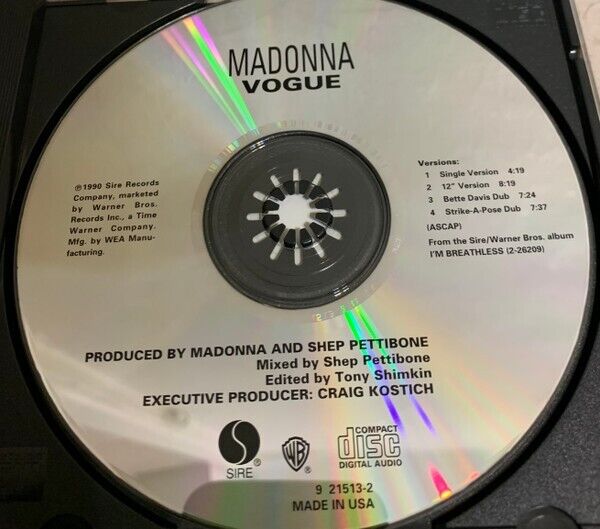 MADONNA
VOGUE
℗1990 Sire Records
Company, marketed
by Warner Bros.
Records Inc., a Time
Warner Company.
Mfg. by WEA Manu-
facturing.
Versions:
1 Single Version 4:19
2 12" Version 8:19
3 Bette Davis Dub 7:24
4 Strike-A-Pose Dub 7:37
(ASCAP)
From the Sire/Warner Bros. album
I'M BREATHLESS (2-26209)
PRODUCED BY MADONNA AND SHEP PETTIBONE
Mixed by Shep Pettibone
Edited by Tony Shimkin
EXECUTIVE PRODUCER: CRAIG KOSTICH
S
SIRE®
WB®
COMPACT
disc
DIGITAL AUDIO
9 21513-2
MADE IN USA